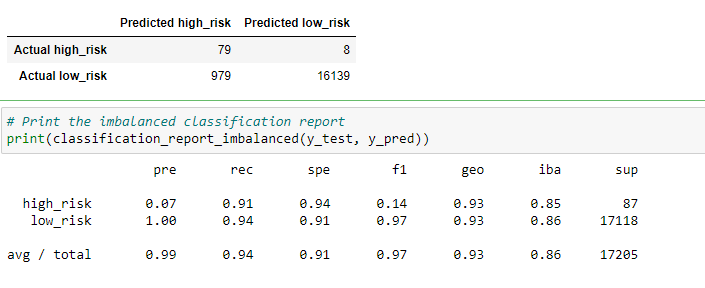 Predicted high_risk Predicted low_risk
Actual high_risk 79 8
Actual low_risk 979 16139
# Print the imbalanced classification report
print(classification_report_imbalanced(y_test, y_pred))
pre rec spe f1 geo iba sup
high_risk 0.07 0.91 0.94 0.14 0.93 0.85 87
low_risk 1.00 0.94 0.91 0.97 0.93 0.86 17118
avg / total 0.99 0.94 0.91 0.97 0.93 0.86 17205